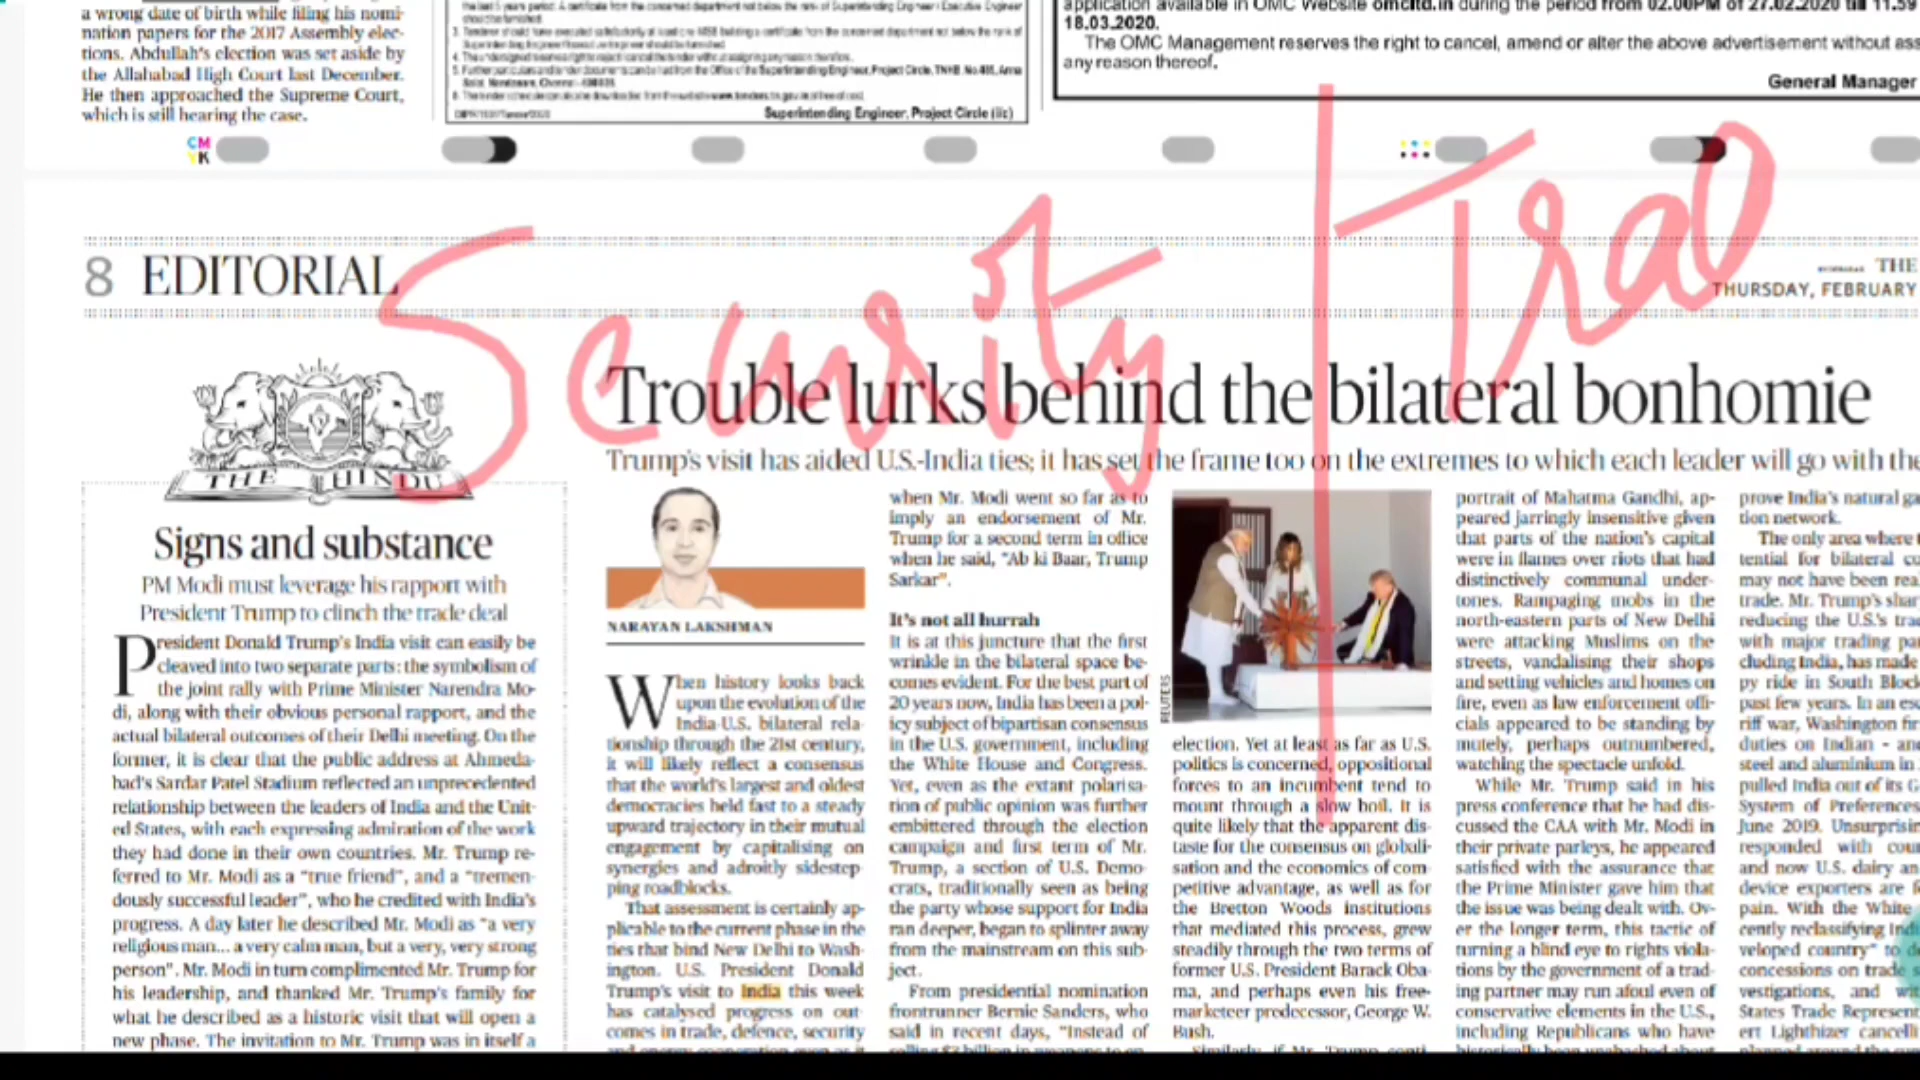 a wrong date of birth while filing his nomi-
nation papers for the 2017 Assembly elec-
tions. Abdullah's election was set aside by
the Allahabad High Court last December.
He then approached the Supreme Court,
which is still hearing the case.
Superintending Engineer, Project Circle (iic)
application available in OMC Website omcltd.in during the period from 02.00PM of 27.02.2020 till 11.59
18.03.2020.
The OMC Management reserves the right to cancel, amend or alter the above advertisement without
any reason thereof.
General Manager
CM
YK
Security
8 EDITORIAL
THE
THURSDAY, FEBRUARY
THE HINDU
Signs and substance
PM Modi must leverage his rapport with
President Trump to clinch the trade deal
President Donald Trump's India visit can easily be
cleaved into two separate parts: the symbolism of
the joint rally with Prime Minister Narendra Mo-
di, along with their obvious personal rapport, and the
actual bilateral outcomes of their Delhi meeting. On the
former, it is clear that the public address at Ahmeda-
bad's Sardar Patel Stadium reflected an unprecedented
relationship between the leaders of India and the Unit-
ed States, with each expressing admiration of the work
they had done in their own countries. Mr. Trump re-
ferred to Mr. Modi as a "true friend", and a "tremen-
dously successful leader", who he credited with India's
progress. A day later he described Mr. Modi as "a very
religious man... a very calm man, but a very, very strong
person". Mr. Modi in turn complimented Mr. Trump for
his leadership, and thanked Mr. Trump's family for
what he described as a historic visit that will open a
new phase. The invitation to Mr. Trump was in itself a
Trouble lurks behind the bilateral bonhomie
Trump's visit has aided U.S.-India ties; it has set the frame too on the extremes to which each leader will go with the
NARAYAN LAKSHMAN
When history looks back
upon the evolution of the
India-U.S. bilateral rela-
tionship through the 21st century,
it will likely reflect a consensus
that the world's largest and oldest
democracies held fast to a steady
upward trajectory in their mutual
engagement by capitalising on
synergies and adroitly sidestep-
ping roadblocks.
That assessment is certainly ap-
plicable to the current phase in the
ties that bind New Delhi to Wash-
ington. U.S. President Donald
Trump's visit to India this week
has catalysed progress on out-
comes in trade, defence, security
when Mr. Modi went so far as to
imply an endorsement of Mr.
Trump for a second term in office
when he said, "Ab ki Baar, Trump
Sarkar".
It's not all hurrah
It is at this juncture that the first
wrinkle in the bilateral space be-
comes evident. For the best part of
20 years now, India has been a pol-
icy subject of bipartisan consensus
in the U.S. government, including
the White House and Congress.
Yet, even as the extant polarisa-
tion of public opinion was further
embittered through the election
campaign and first term of Mr.
Trump, a section of U.S. Demo-
crats, traditionally seen as being
the party whose support for India
ran deeper, began to splinter away
from the mainstream on this sub-
ject.
From presidential nomination
frontrunner Bernie Sanders, who
said in recent days, "Instead of
REUTERS
election. Yet at least as far as U.S.
politics is concerned, oppositional
forces to an incumbent tend to
mount through a slow boil. It is
quite likely that the apparent dis-
taste for the consensus on globali-
sation and the economics of com-
petitive advantage, as well as for
the Bretton Woods institutions
that mediated this process, grew
steadily through the two terms of
former U.S. President Barack Oba-
ma, and perhaps even his free-
marketeer predecessor, George W.
Bush.
portrait of Mahatma Gandhi, ap-
peared jarringly insensitive given
that parts of the nation's capital
were in flames over riots that had
distinctively communal under-
tones. Rampaging mobs in the
north-eastern parts of New Delhi
were attacking Muslims on the
streets, vandalising their shops
and setting vehicles and homes on
fire, even as law enforcement offi-
cials appeared to be standing by
mutely, perhaps outnumbered,
watching the spectacle unfold.
While Mr. Trump said in his
press conference that he had dis-
cussed the CAA with Mr. Modi in
their private parleys, he appeared
satisfied with the assurance that
the Prime Minister gave him that
the issue was being dealt with. Ov-
er the longer term, this tactic of
turning a blind eye to rights viola-
tions by the government of a trad-
ing partner may run afoul even of
conservative elements in the U.S.,
including Republicans who have
prove India's natural ga
tion network.
The only area where
tential for bilateral co
may not have been rea
trade. Mr. Trump's shar
reducing the U.S.'s tra
with major trading par
cluding India, has made
py ride in South Block
past few years. In an es
riff war, Washington fir
duties on Indian - and
steel and aluminium in
pulled India out of its G
System of Preferences
June 2019. Unsurprisin
responded with coun
and now U.S. dairy an
device exporters are f
pain. With the White
cently reclassifying Indi
veloped country" to d
concessions on trade
vestigations, and wit
States Trade Represent
ert Lighthizer cancelli